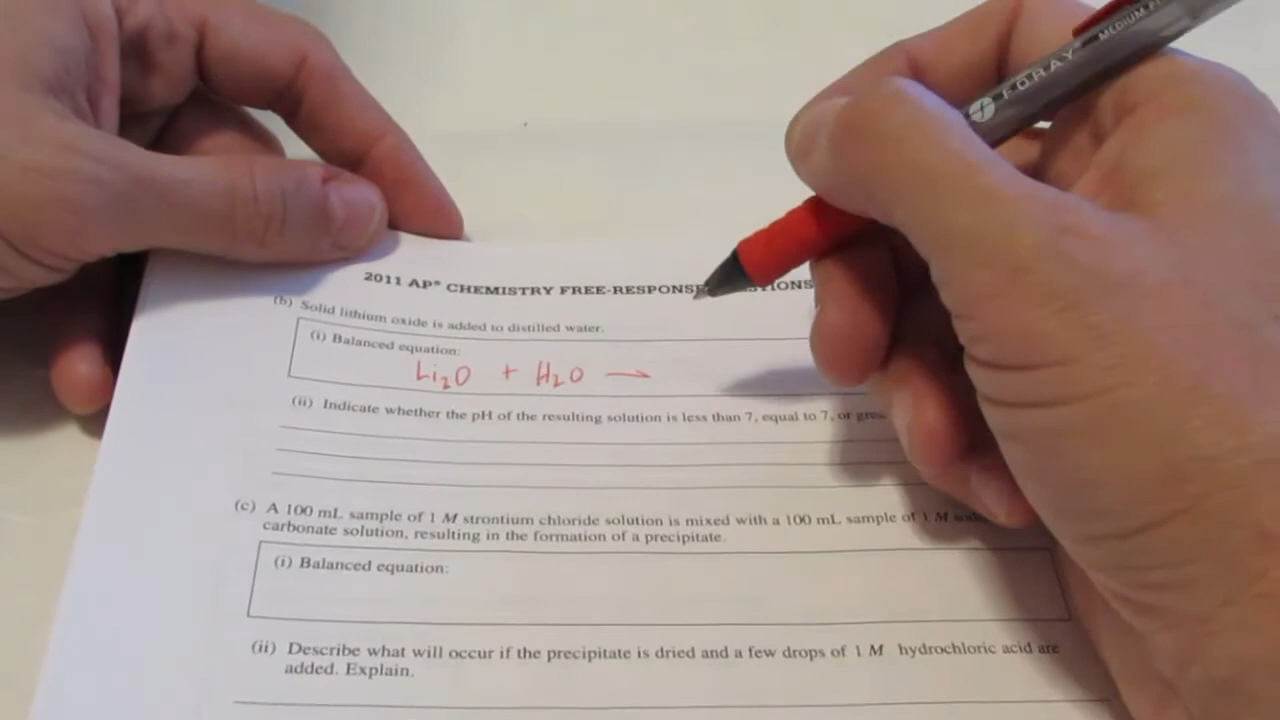 FORAY MEDIUM
2011 AP® CHEMISTRY FREE-RESPONSE
(b) Solid lithium oxide is added to distilled water.
(i) Balanced equation:
Li₂O + H₂O →
(ii) Indicate whether the pH of the resulting solution is less than 7, equal to 7, or
(c) A 100 mL sample of 1 M strontium chloride solution is mixed with a 100 mL sample of 1 M
carbonate solution, resulting in the formation of a precipitate.
(i) Balanced equation:
(ii) Describe what will occur if the precipitate is dried and a few drops of 1 M hydrochloric acid are
added. Explain.